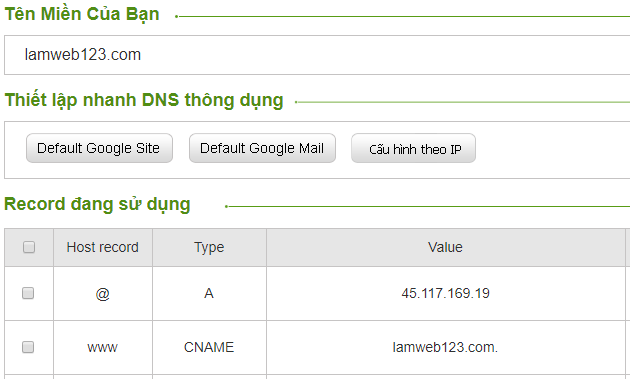 Tên Miền Của Bạn
lamweb123.com
Thiết lập nhanh DNS thông dụng
Default Google Site Default Google Mail Cấu hình theo IP
Record đang sử dụng
Host record Type Value
@ A 45.117.169.19
www CNAME lamweb123.com.